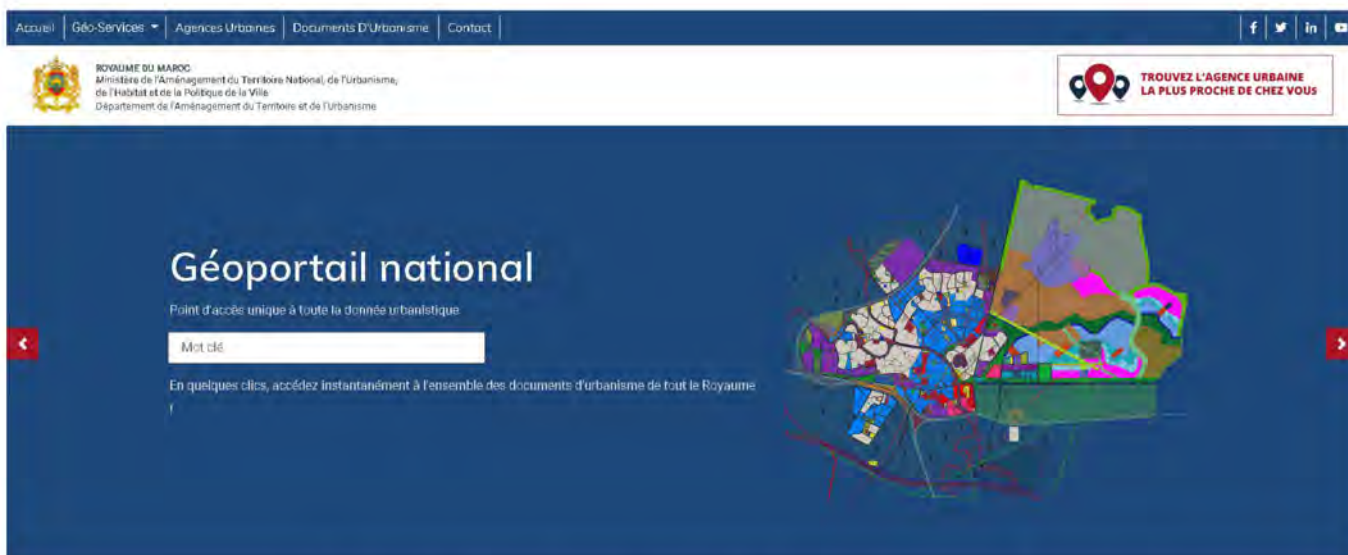 Accueil
Géo-Services
Agences Urbaines
Documents D'Urbanisme
Contact
ROYAUME DU MAROC
Ministère de l'Aménagement du Territoire National, de l'Urbanisme,
de l'Habitat et de la Politique de la Ville
Département de l'Aménagement du Territoire et de l'Urbanisme
TROUVEZ L'AGENCE URBAINE
LA PLUS PROCHE DE CHEZ VOUS
Géoportail national
Point d'accès unique à toute la donnée urbanistique
Mot clé
En quelques clics, accédez instantanément à l'ensemble des documents d'urbanisme de tout le Royaume
!